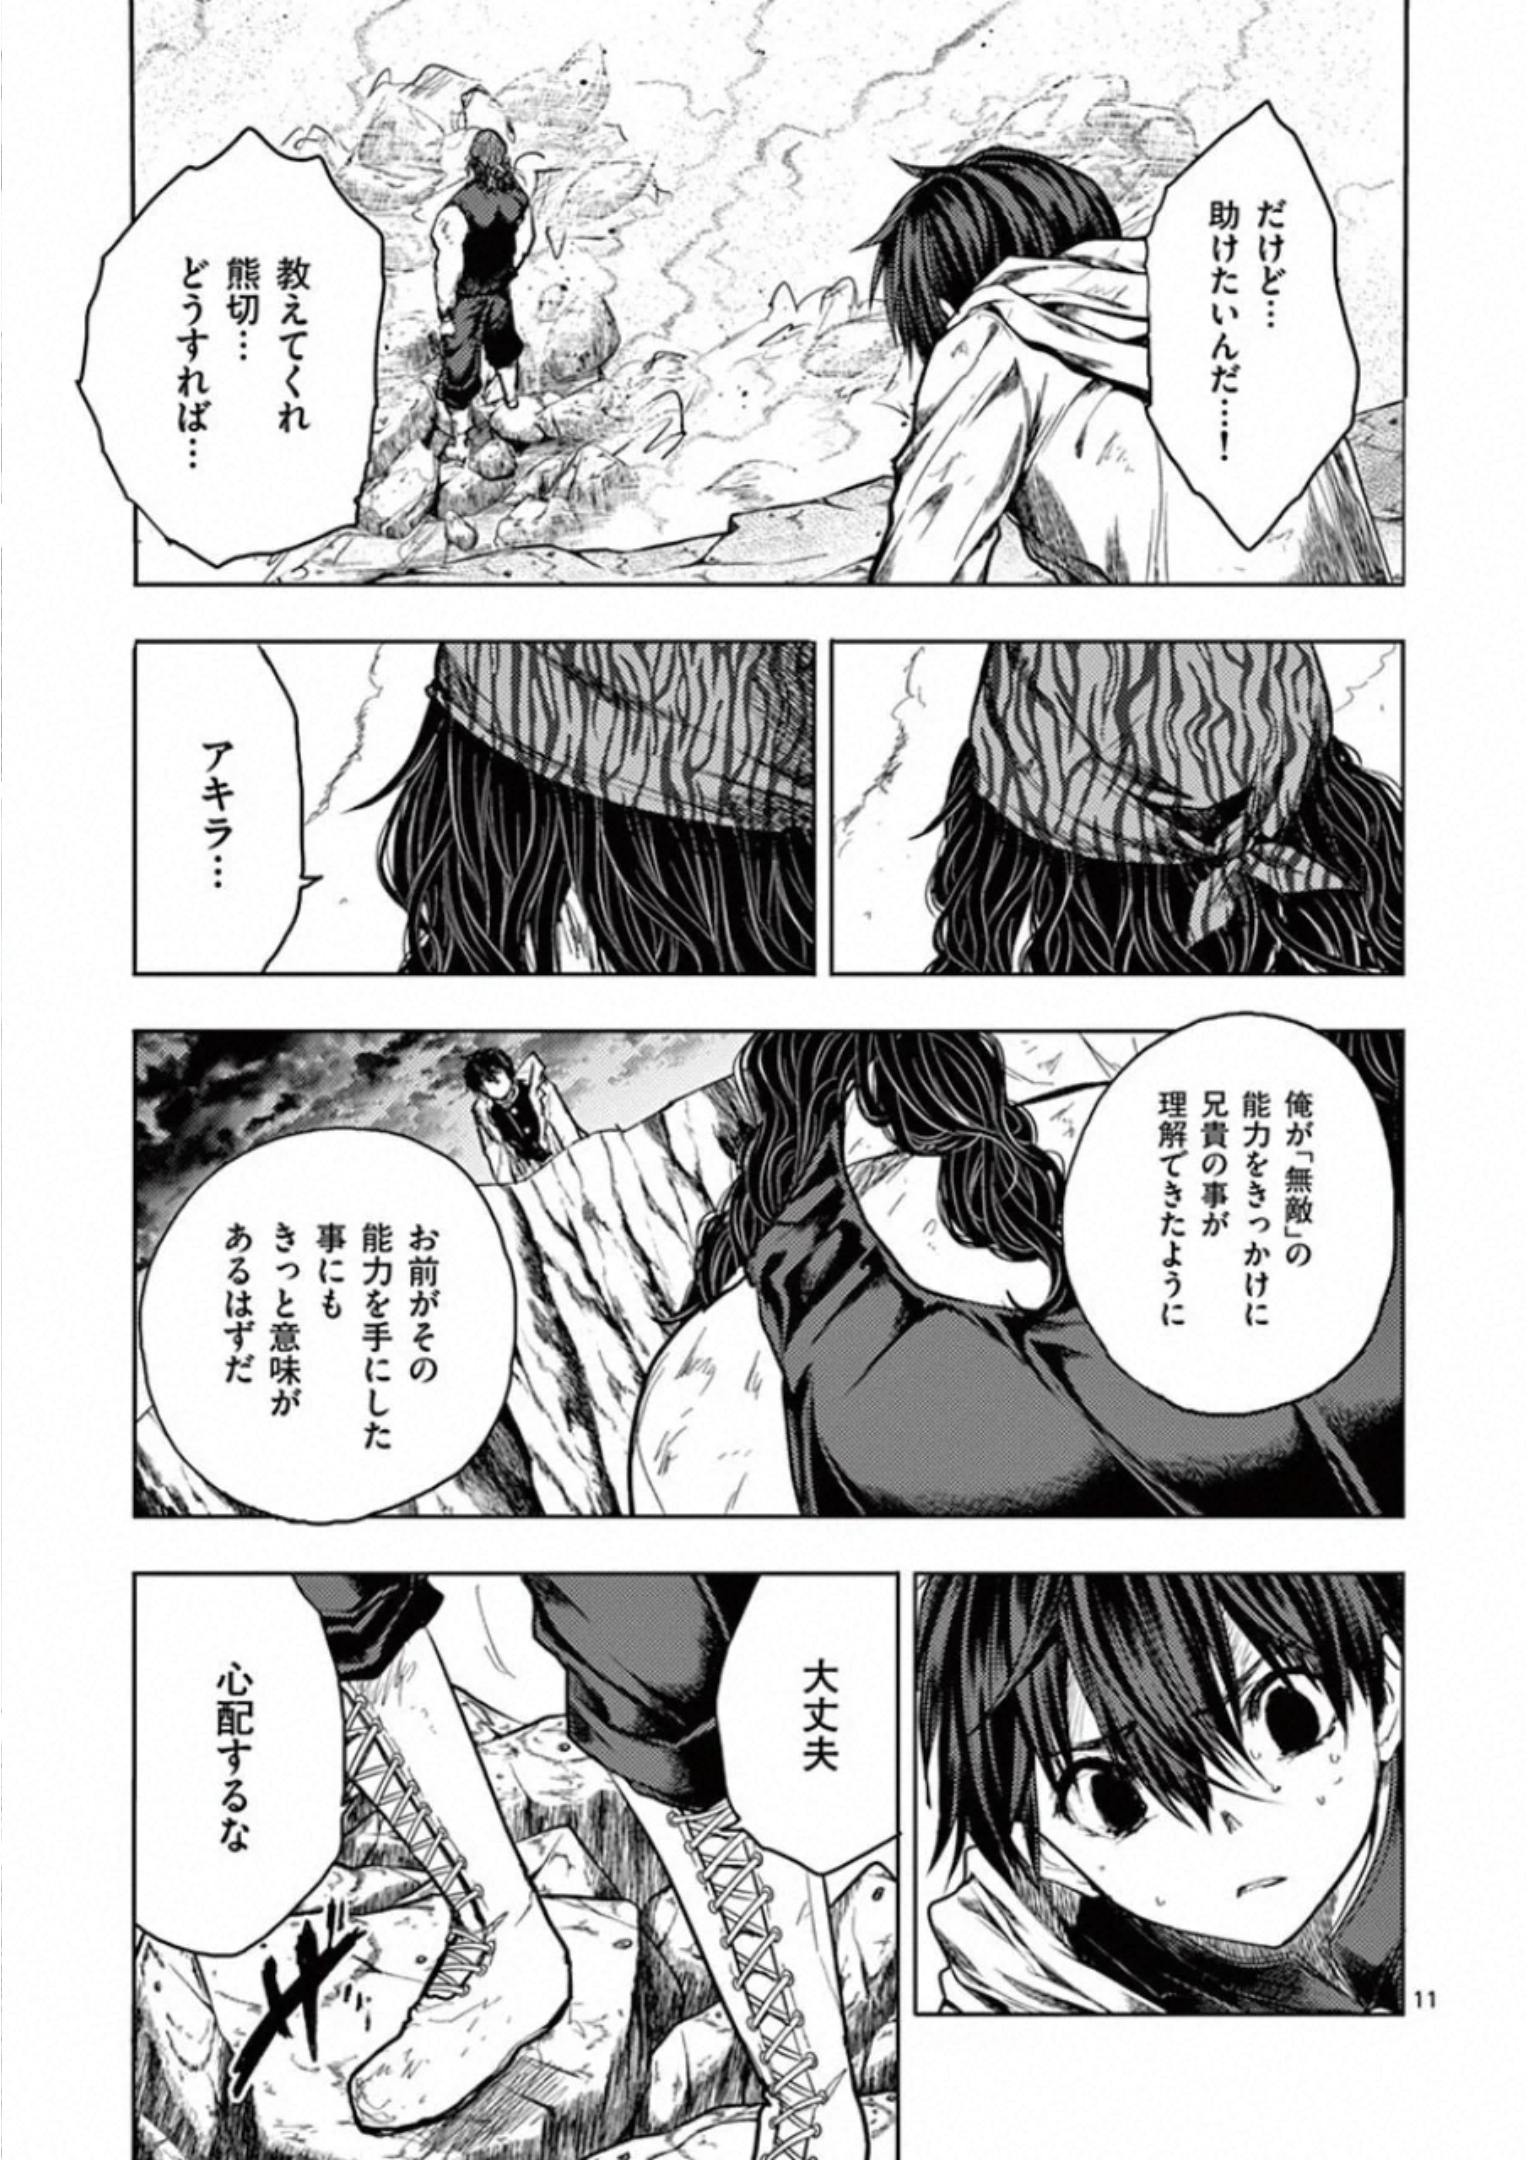 だけど…
助けたいんだ……！
教えてくれ
熊切…
どうすれば…
アキラ…
俺が「無敵」の
能力をきっかけに
兄貴の事が
理解できたように
お前がその
能力を手にした
事にも
きっと意味が
あるはずだ
大丈夫
心配するな
ザッ
11